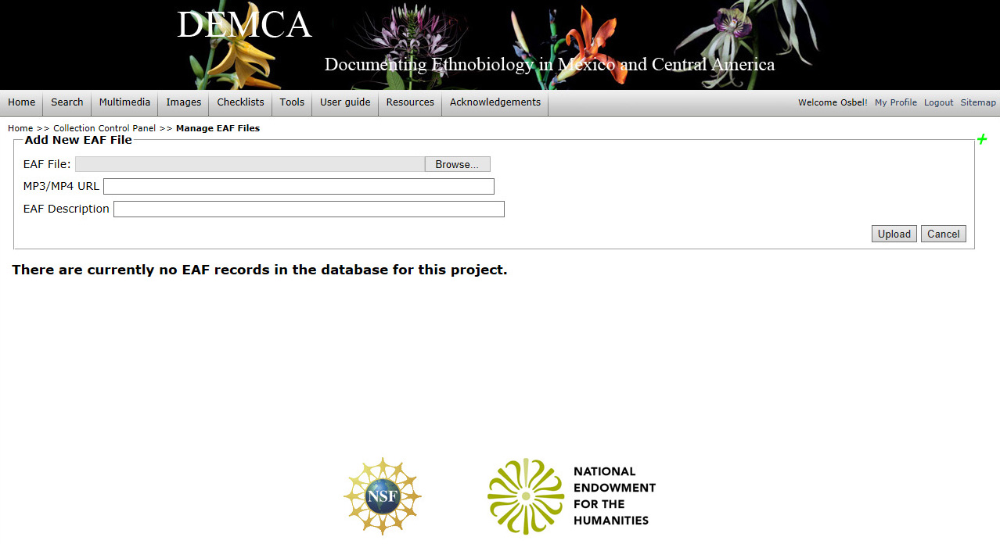 DEMCA
Documenting Ethnobiology in Mexico and Central America
Home Search Multimedia Images Checklists Tools User guide Resources Acknowledgements Welcome Osbel! My Profile Logout Sitemap
Home >> Collection Control Panel >> Manage EAF Files
Add New EAF File
+
EAF File: Browse...
MP3/MP4 URL
EAF Description
Upload Cancel
There are currently no EAF records in the database for this project.
NSF
NATIONAL
ENDOWMENT
FOR THE
HUMANITIES